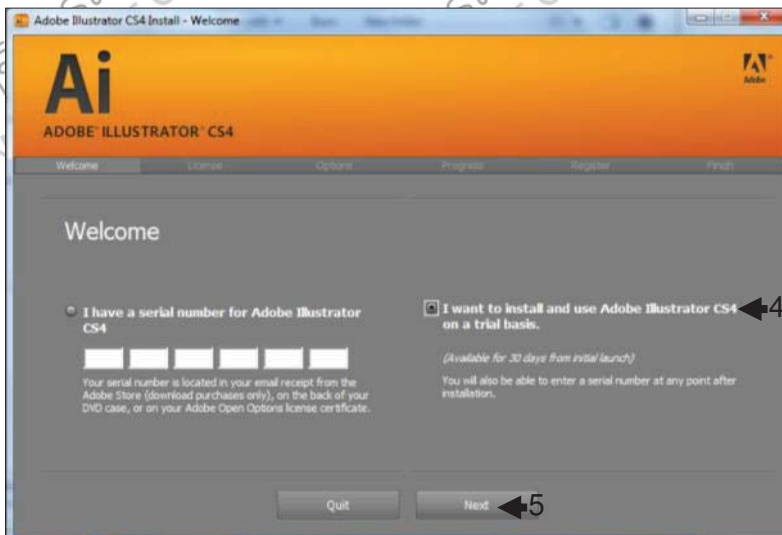 Adobe Illustrator CS4 Install - Welcome
Ai
Adobe
ADOBE® ILLUSTRATOR® CS4
Welcome License Options Progress Register Finish
Welcome
I have a serial number for Adobe Illustrator
CS4
Your serial number is located in your email receipt from the
Adobe Store (download purchases only), on the back of your
DVD case, or on your Adobe Open Options license certificate.
I want to install and use Adobe Illustrator CS4
on a trial basis.
4
(Available for 30 days from initial launch)
You will also be able to enter a serial number at any point after
installation.
Quit
Next
5